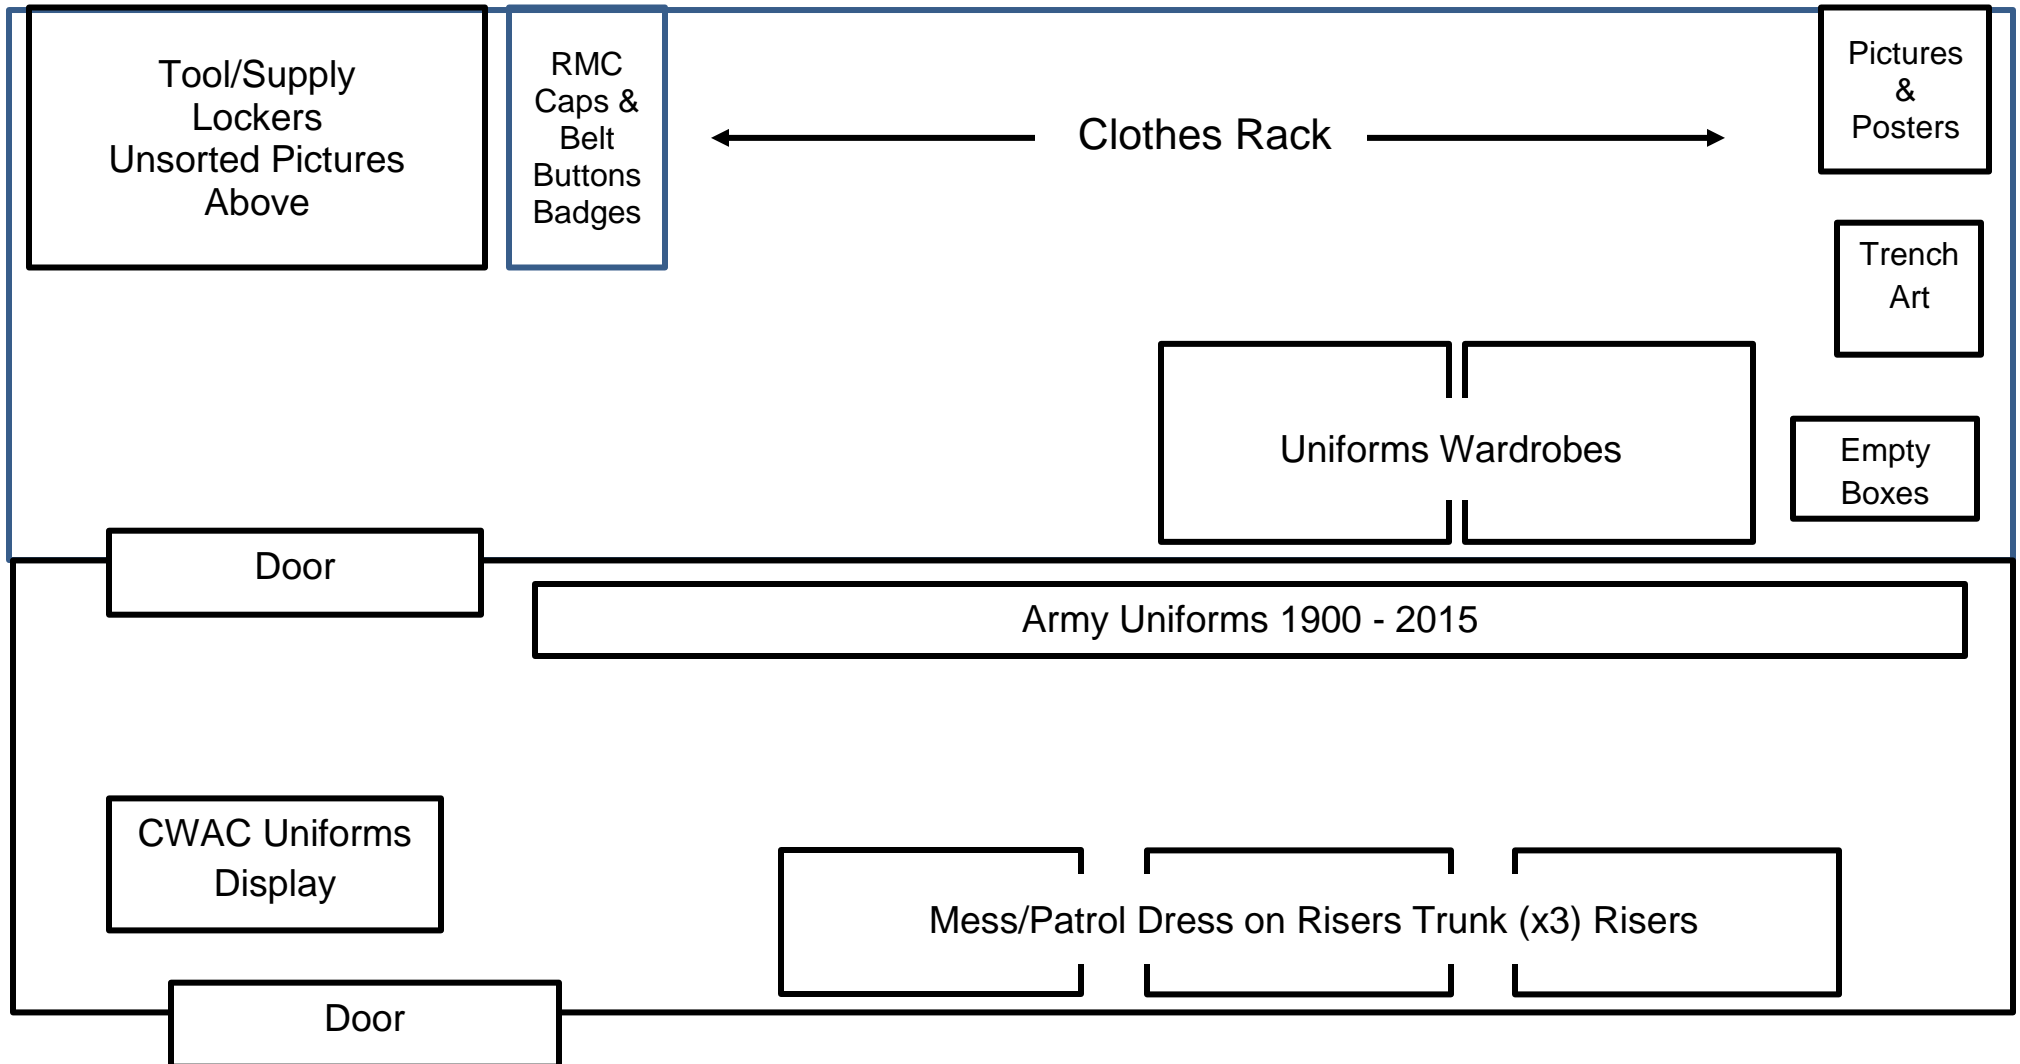 Tool/Supply
Lockers
Unsorted Pictures
Above
RMC
Caps &
Belt
Buttons
Badges
Clothes Rack
Pictures
&
Posters
Trench
Art
Uniforms Wardrobes
Empty
Boxes
Door
Army Uniforms 1900 - 2015
CWAC Uniforms
Display
Mess/Patrol Dress on Risers Trunk (x3) Risers
Door